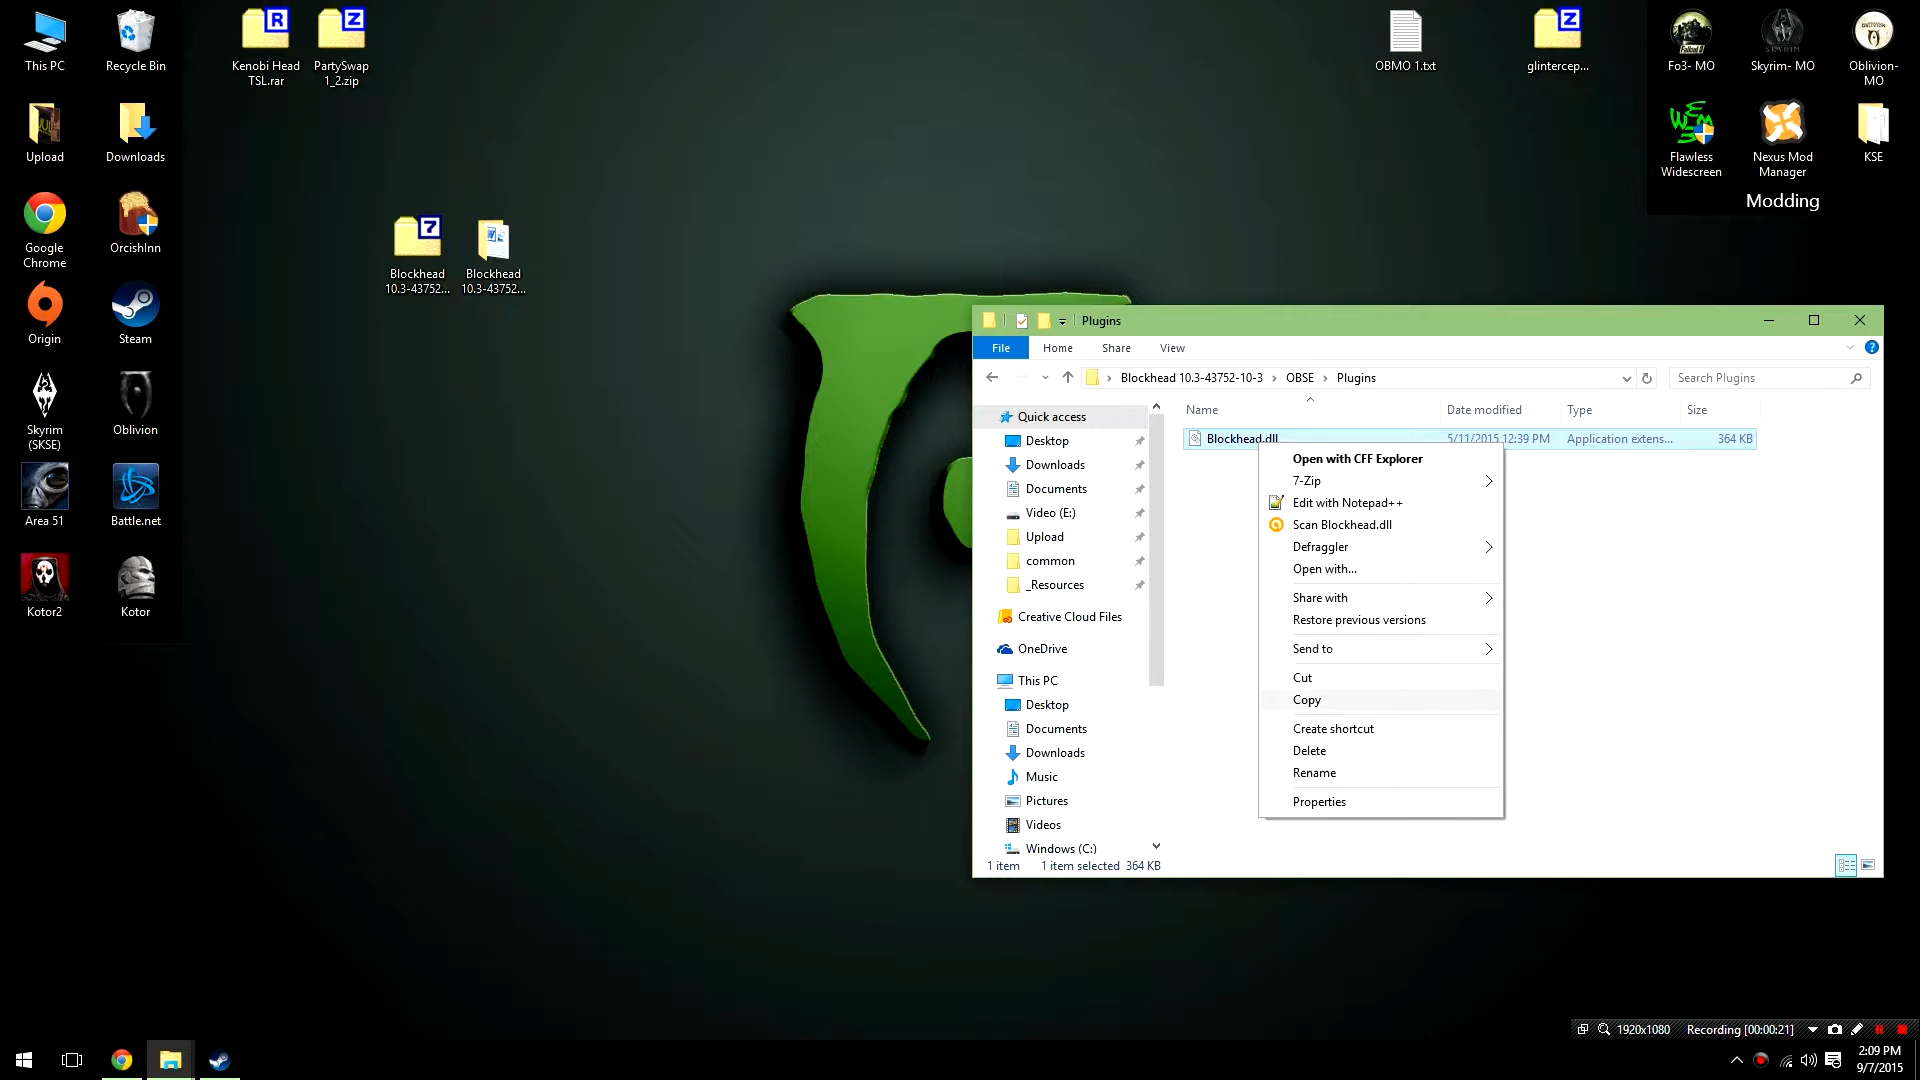 This PC
Recycle Bin
Kenobi Head
TSL.rar
PartySwap
1_2.zip
OBMO 1.txt
glintercep...
Fo3- MO
Skyrim- MO
Oblivion-
MO
Upload
Downloads
Flawless
Widescreen
Nexus Mod
Manager
KSE
Modding
Google
Chrome
OrcishInn
Blockhead
10.3-43752...
Blockhead
10.3-43752...
Origin
Steam
Skyrim
(SKSE)
Oblivion
Area 51
Battle.net
Kotor2
Kotor
Plugins
File Home Share View
Blockhead 10.3-43752-10-3 OBSE Plugins
Search Plugins
Name Date modified Type Size
Blockhead.dll 5/11/2015 12:39 PM Application extens... 364 KB
Quick access
Desktop
Downloads
Documents
Video (E:)
Upload
common
_Resources
Creative Cloud Files
OneDrive
This PC
Desktop
Documents
Downloads
Music
Pictures
Videos
Windows (C:)
Open with CFF Explorer
7-Zip
Edit with Notepad++
Scan Blockhead.dll
Defraggler
Open with...
Share with
Restore previous versions
Send to
Cut
Copy
Create shortcut
Delete
Rename
Properties
1 item 1 item selected 364 KB
1920x1080 Recording [00:00:21]
2:09 PM
9/7/2015